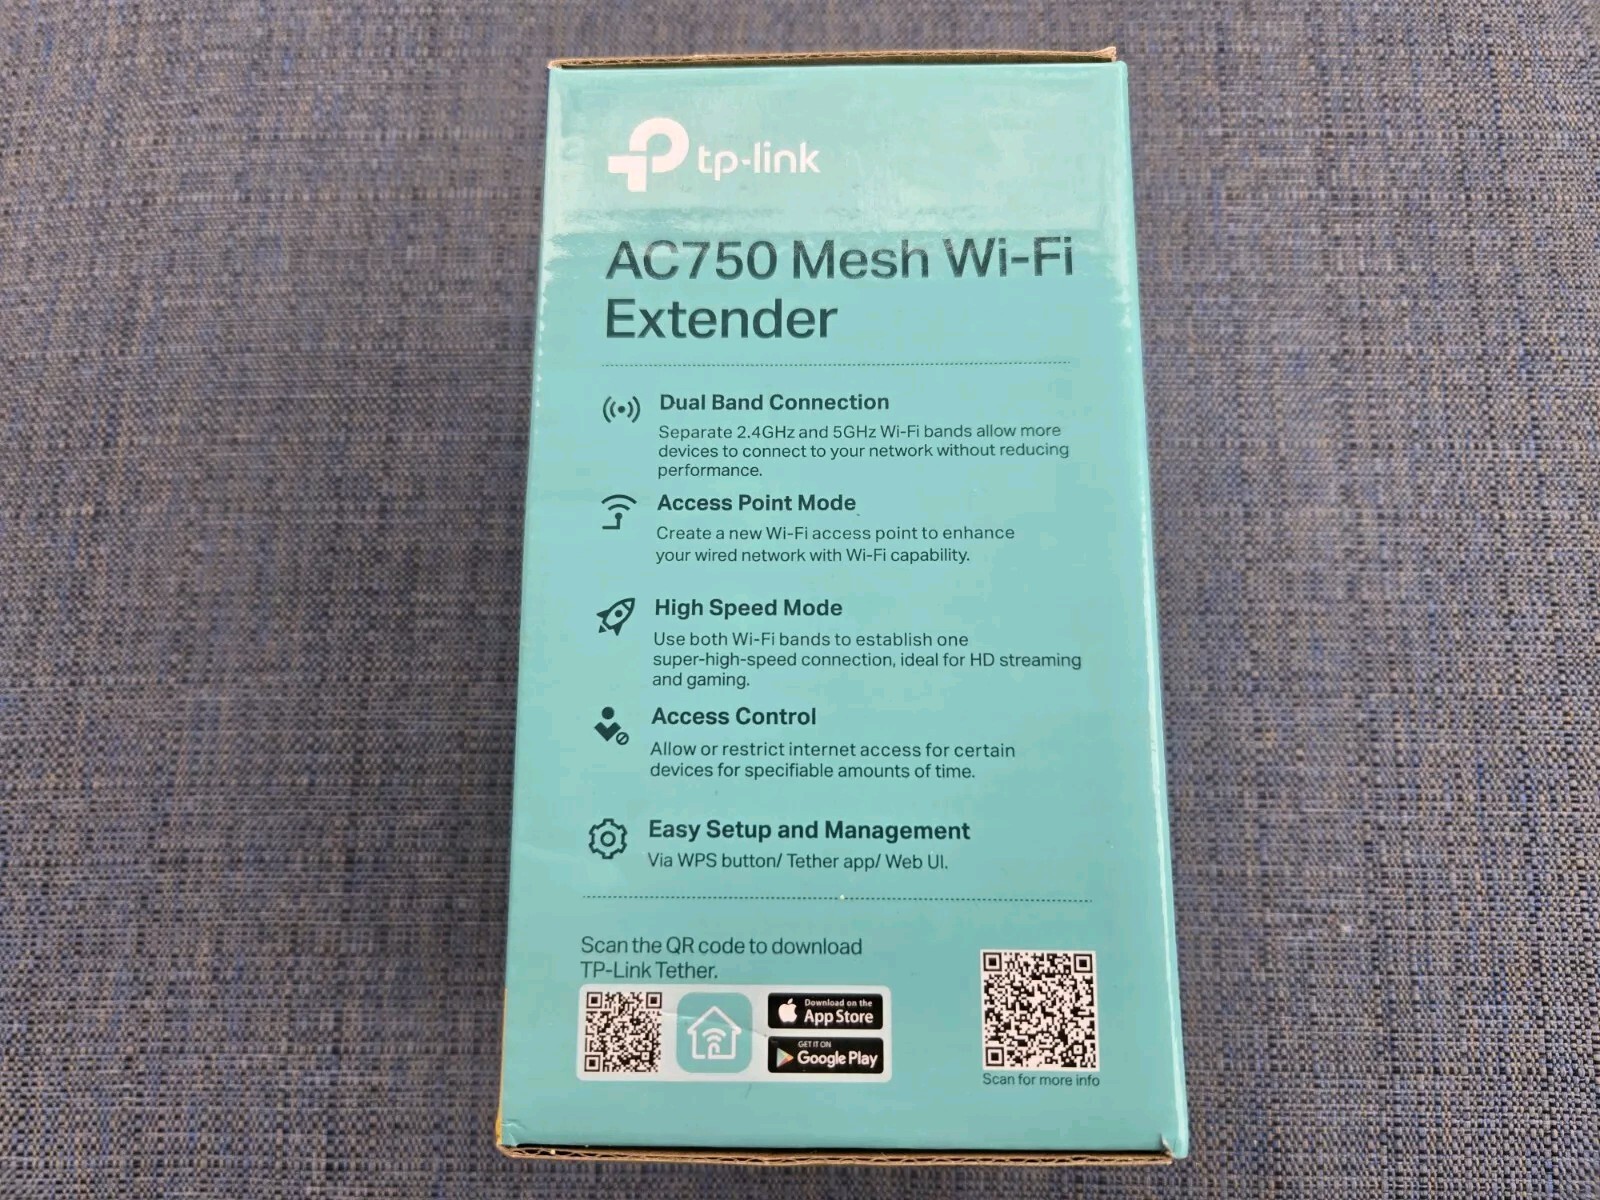 tp-link
AC750 Mesh Wi-Fi
Extender
Dual Band Connection
Separate 2.4GHz and 5GHz Wi-Fi bands allow more
devices to connect to your network without reducing
performance.
Access Point Mode
Create a new Wi-Fi access point to enhance
your wired network with Wi-Fi capability.
High Speed Mode
Use both Wi-Fi bands to establish one
super-high-speed connection, ideal for HD streaming
and gaming.
Access Control
Allow or restrict internet access for certain
devices for specifiable amounts of time.
Easy Setup and Management
Via WPS button/ Tether app/ Web UI.
Scan the QR code to download
TP-Link Tether.
Download on the
App Store
GET IT ON
Google Play
Scan for more info